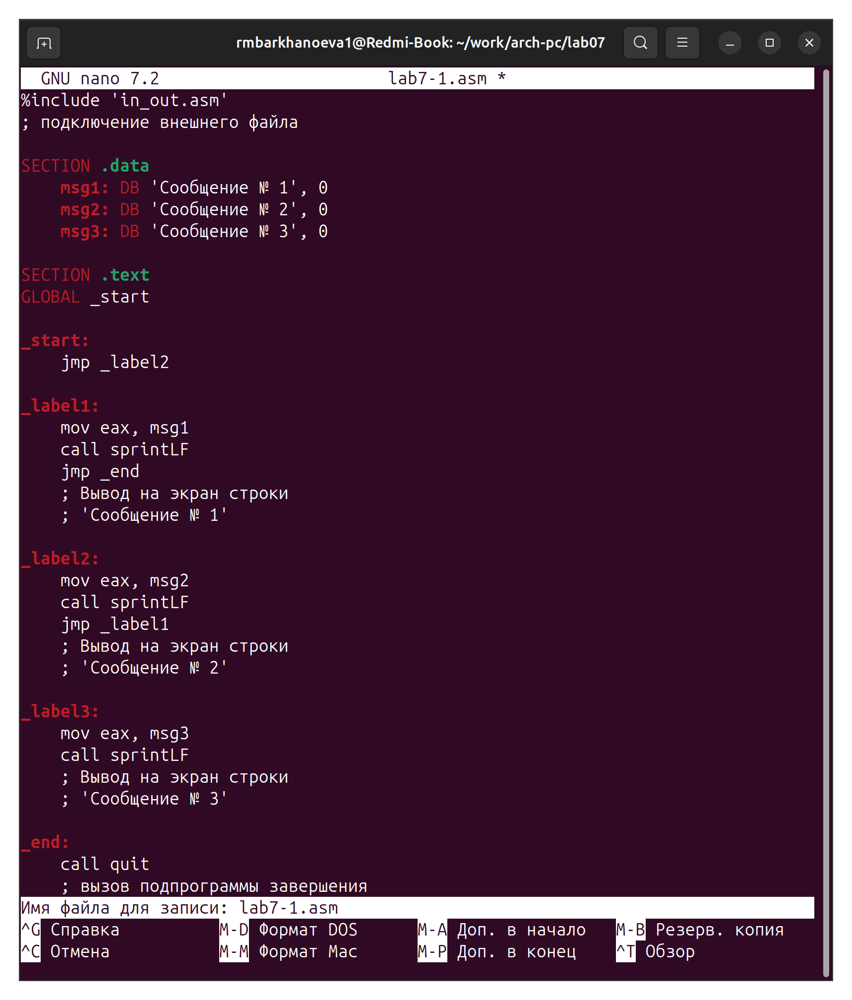 rmbarkhanoeva1@Redmi-Book: ~/work/arch-pc/lab07
GNU nano 7.2 lab7-1.asm *
%include 'in_out.asm'
; подключение внешнего файла
SECTION .data
msg1: DB 'Сообщение № 1', 0
msg2: DB 'Сообщение № 2', 0
msg3: DB 'Сообщение № 3', 0
SECTION .text
GLOBAL _start
_start:
jmp _label2
_label1:
mov eax, msg1
call sprintLF
jmp _end
; Вывод на экран строки
; 'Сообщение № 1'
_label2:
mov eax, msg2
call sprintLF
jmp _label1
; Вывод на экран строки
; 'Сообщение № 2'
_label3:
mov eax, msg3
call sprintLF
; Вывод на экран строки
; 'Сообщение № 3'
_end:
call quit
; вызов подпрограммы завершения
Имя файла для записи: lab7-1.asm
^G Справка M-D Формат DOS M-A Доп. в начало M-B Резерв. копия
^C Отмена M-M Формат Mac M-P Доп. в конец ^T Обзор